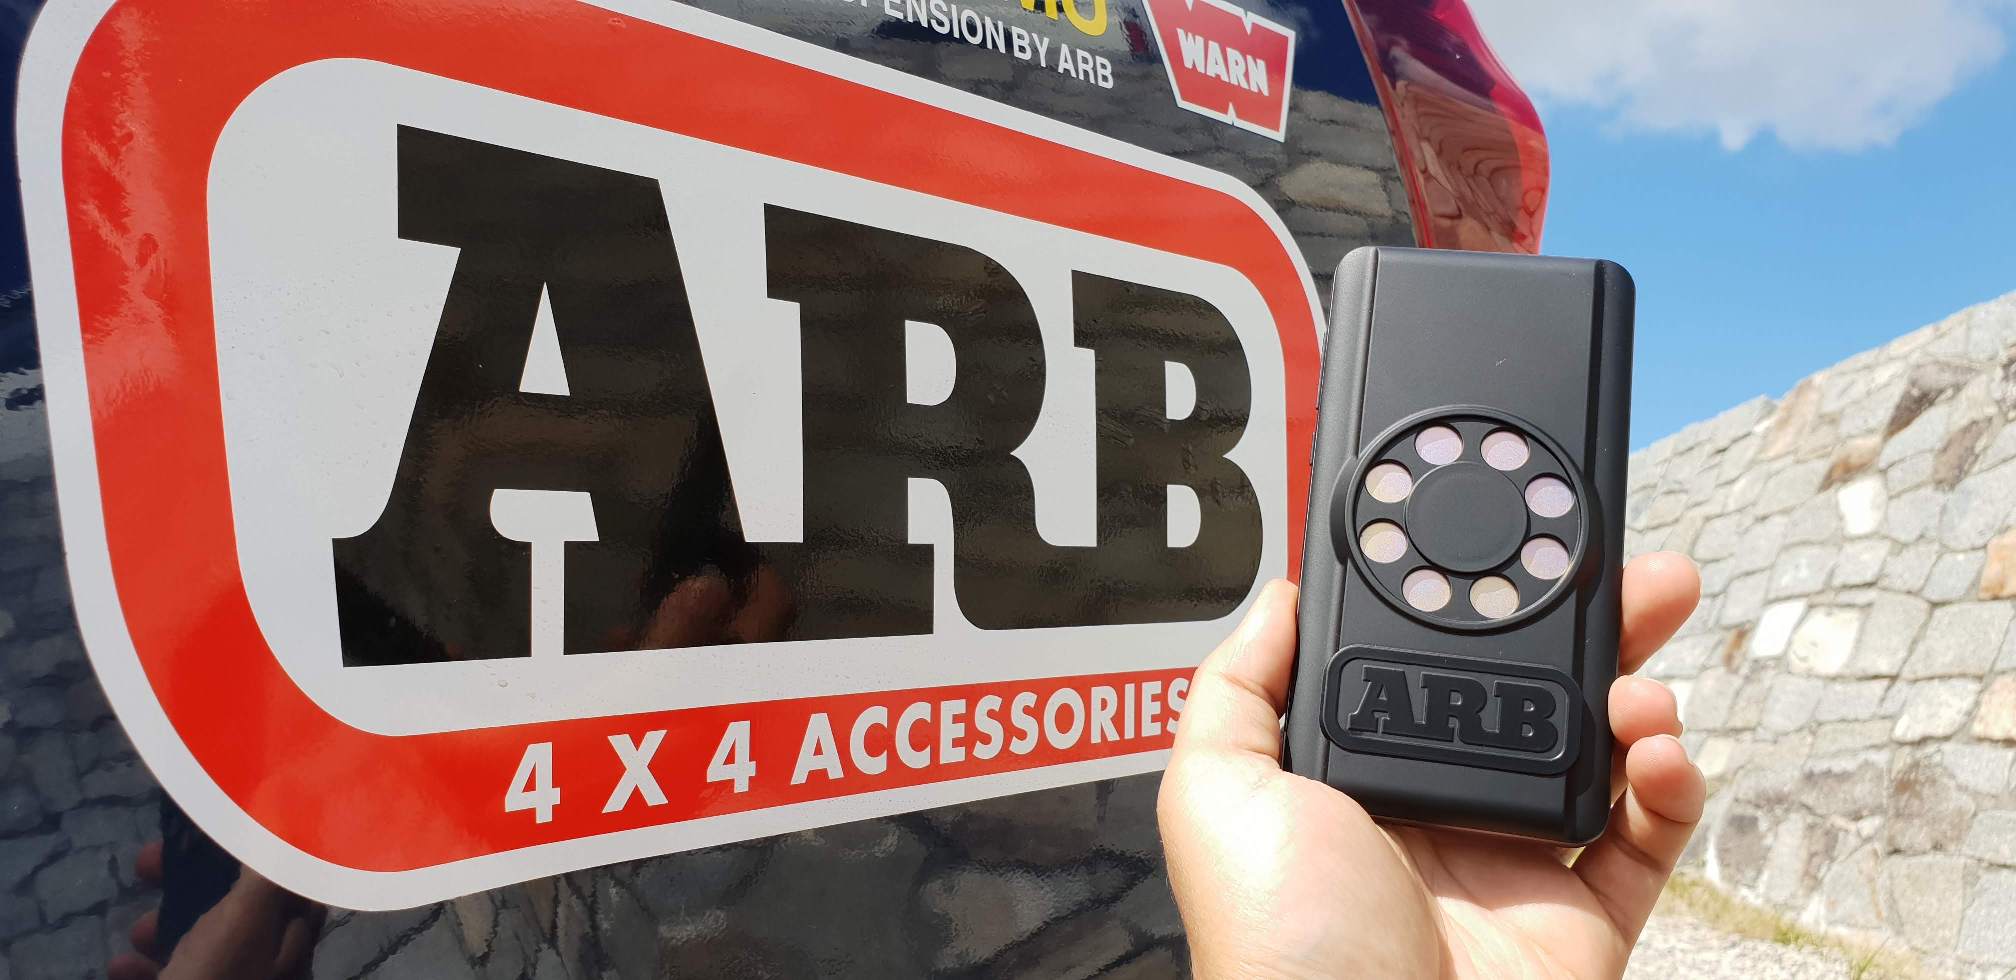 ENSION BY ARB
WARN
ARB
4 X 4 ACCESSORIES
ARB